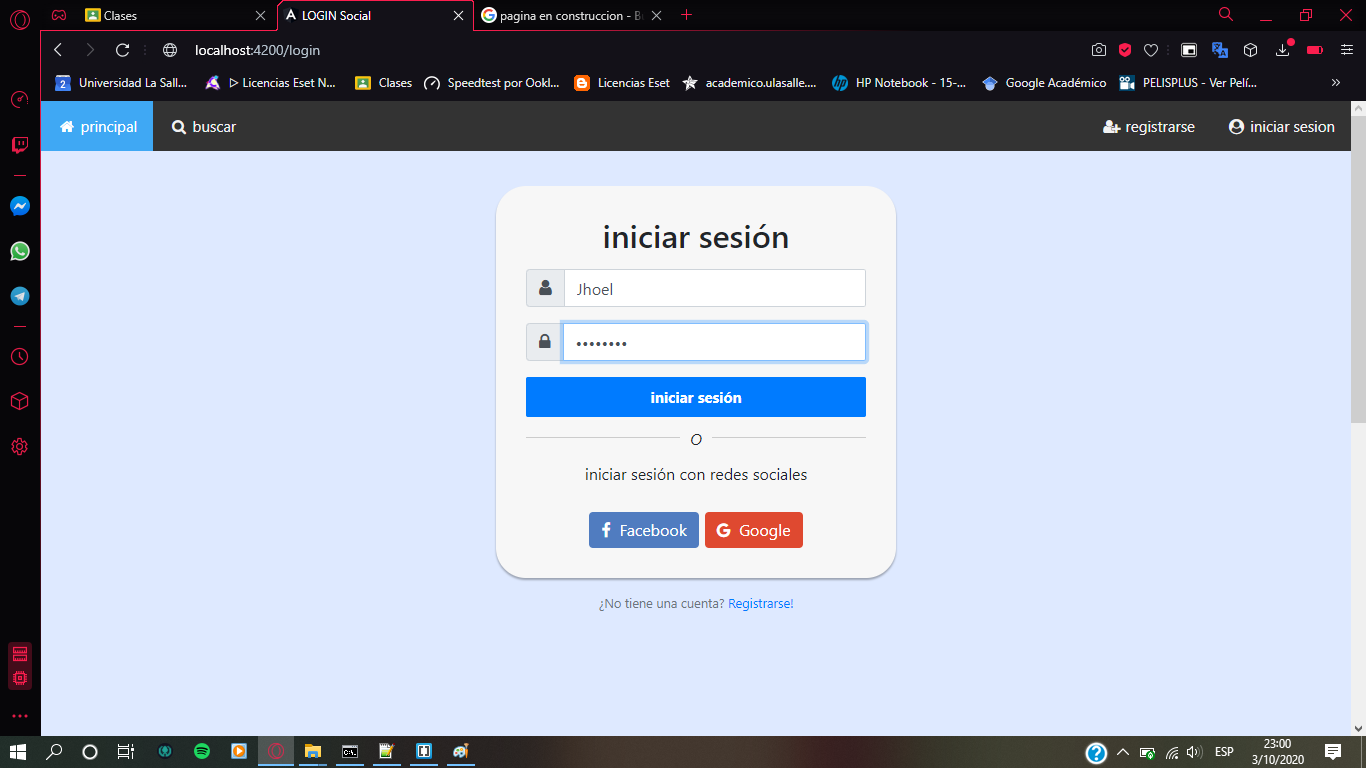 Clases
LOGIN Social
pagina en construccion - B
localhost:4200/login
Universidad La Sall...
Licencias Eset N...
Clases
Speedtest por Ookl...
Licencias Eset
academico.ulasalle....
HP Notebook - 15-...
Google Académico
PELISPLUS - Ver Pelí...
»
principal
buscar
registrarse
iniciar sesion
iniciar sesión
Jhoel
••••••••
iniciar sesión
O
iniciar sesión con redes sociales
Facebook
Google
¿No tiene una cuenta? Registrarse!
ESP
23:00
3/10/2020